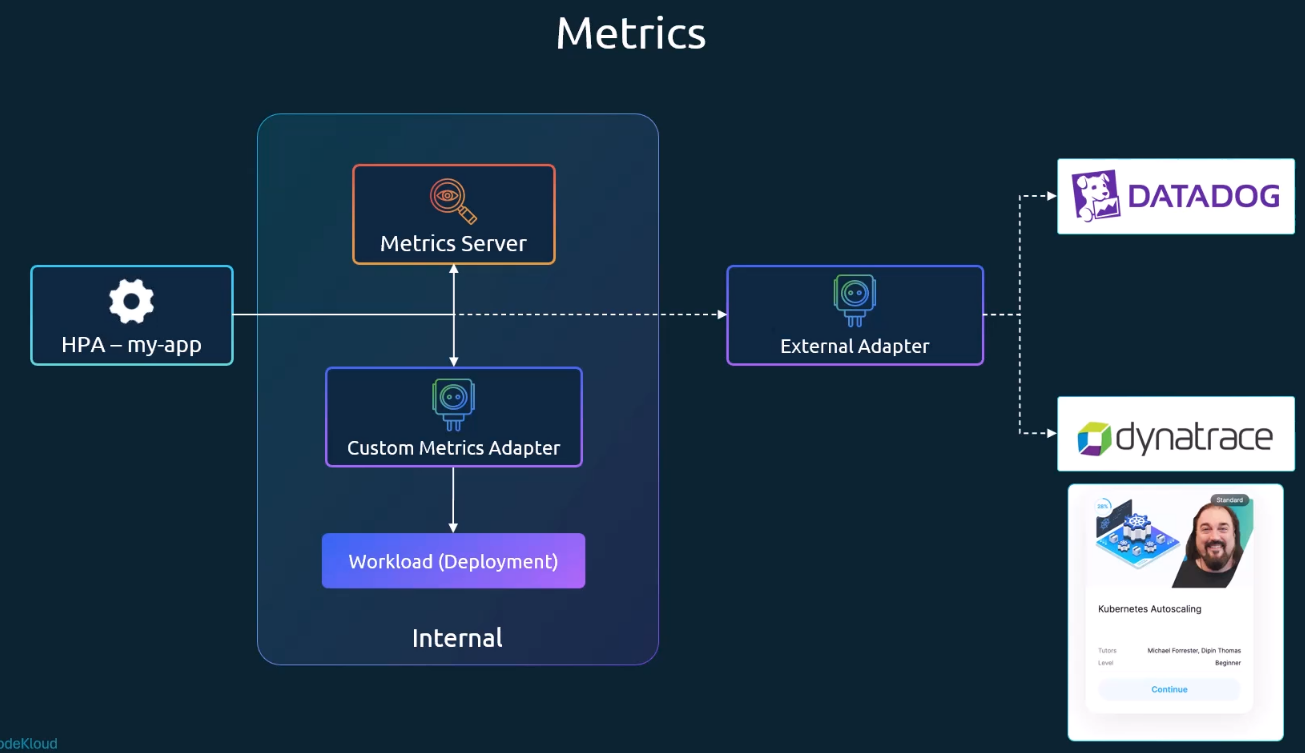 Metrics
Metrics Server
HPA – my-app
Custom Metrics Adapter
Workload (Deployment)
Internal
External Adapter
DATADOG
dynatrace
38%
Standard
Kubernetes Autoscaling
Tutors Michael Forrester, Dipin Thomas
Level Beginner
Continue
odeKloud